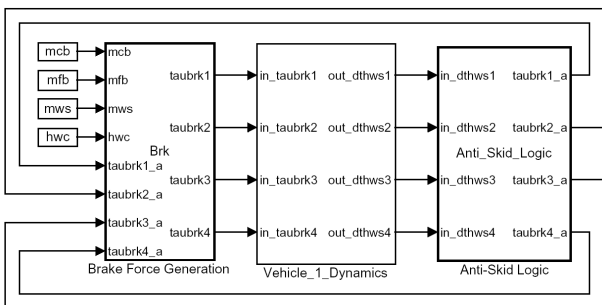 mcb
mfb
mws
hwc
mcb
mfb
mws
hwc
taubrk1_a
taubrk2_a
taubrk3_a
taubrk4_a
Brk
taubrk1
taubrk2
taubrk3
taubrk4
Brake Force Generation
in_taubrk1
in_taubrk2
in_taubrk3
in_taubrk4
out_dthws1
out_dthws2
out_dthws3
out_dthws4
Vehicle_1_Dynamics
in_dthws1
in_dthws2
in_dthws3
in_dthws4
Anti_Skid_Logic
taubrk1_a
taubrk2_a
taubrk3_a
taubrk4_a
Anti-Skid Logic